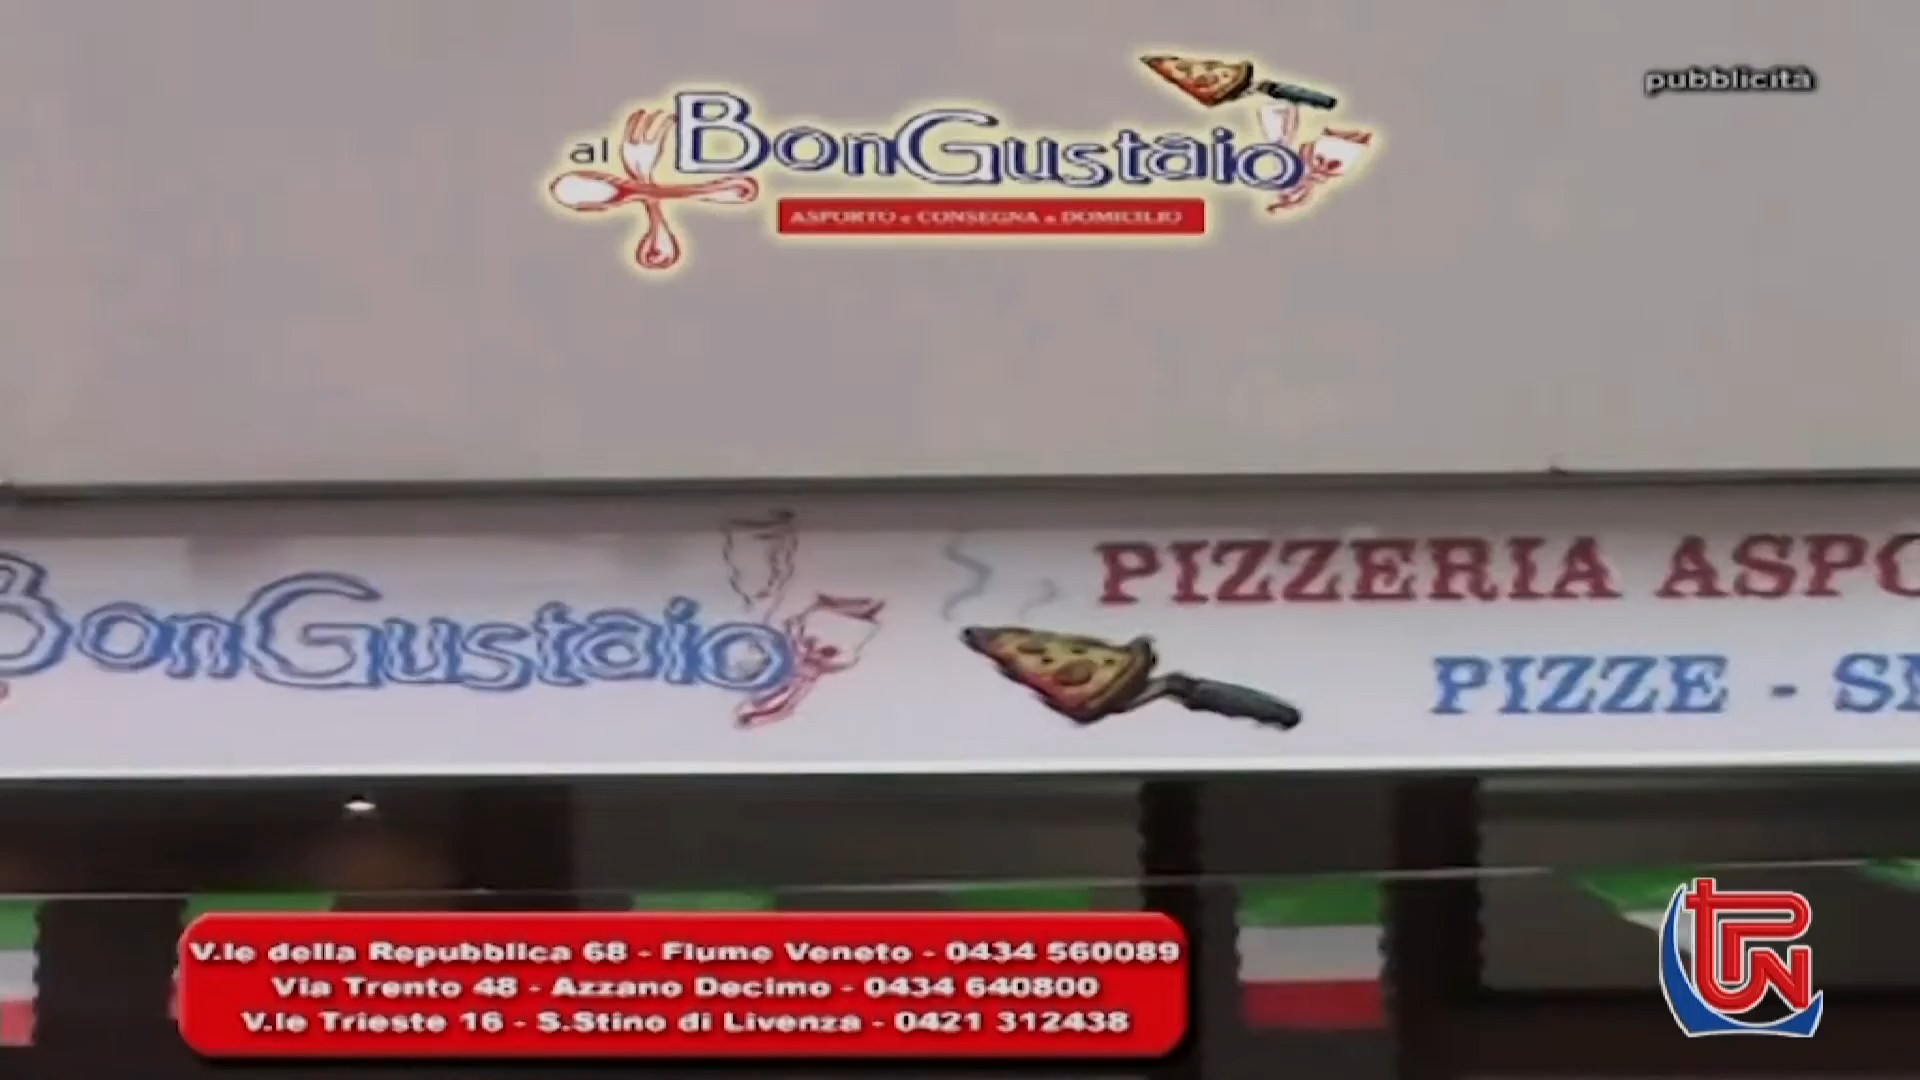 pubblicità
al BonGustaio
ASPORTO e CONSEGNA a DOMICILIO
BonGustaio
PIZZERIA ASPO
PIZZE - S
V.le della Repubblica 68 - Fiume Veneto - 0434 560089
Via Trento 48 - Azzano Decimo - 0434 640800
V.le Trieste 16 - S.Stino di Livenza - 0421 312438
TPN